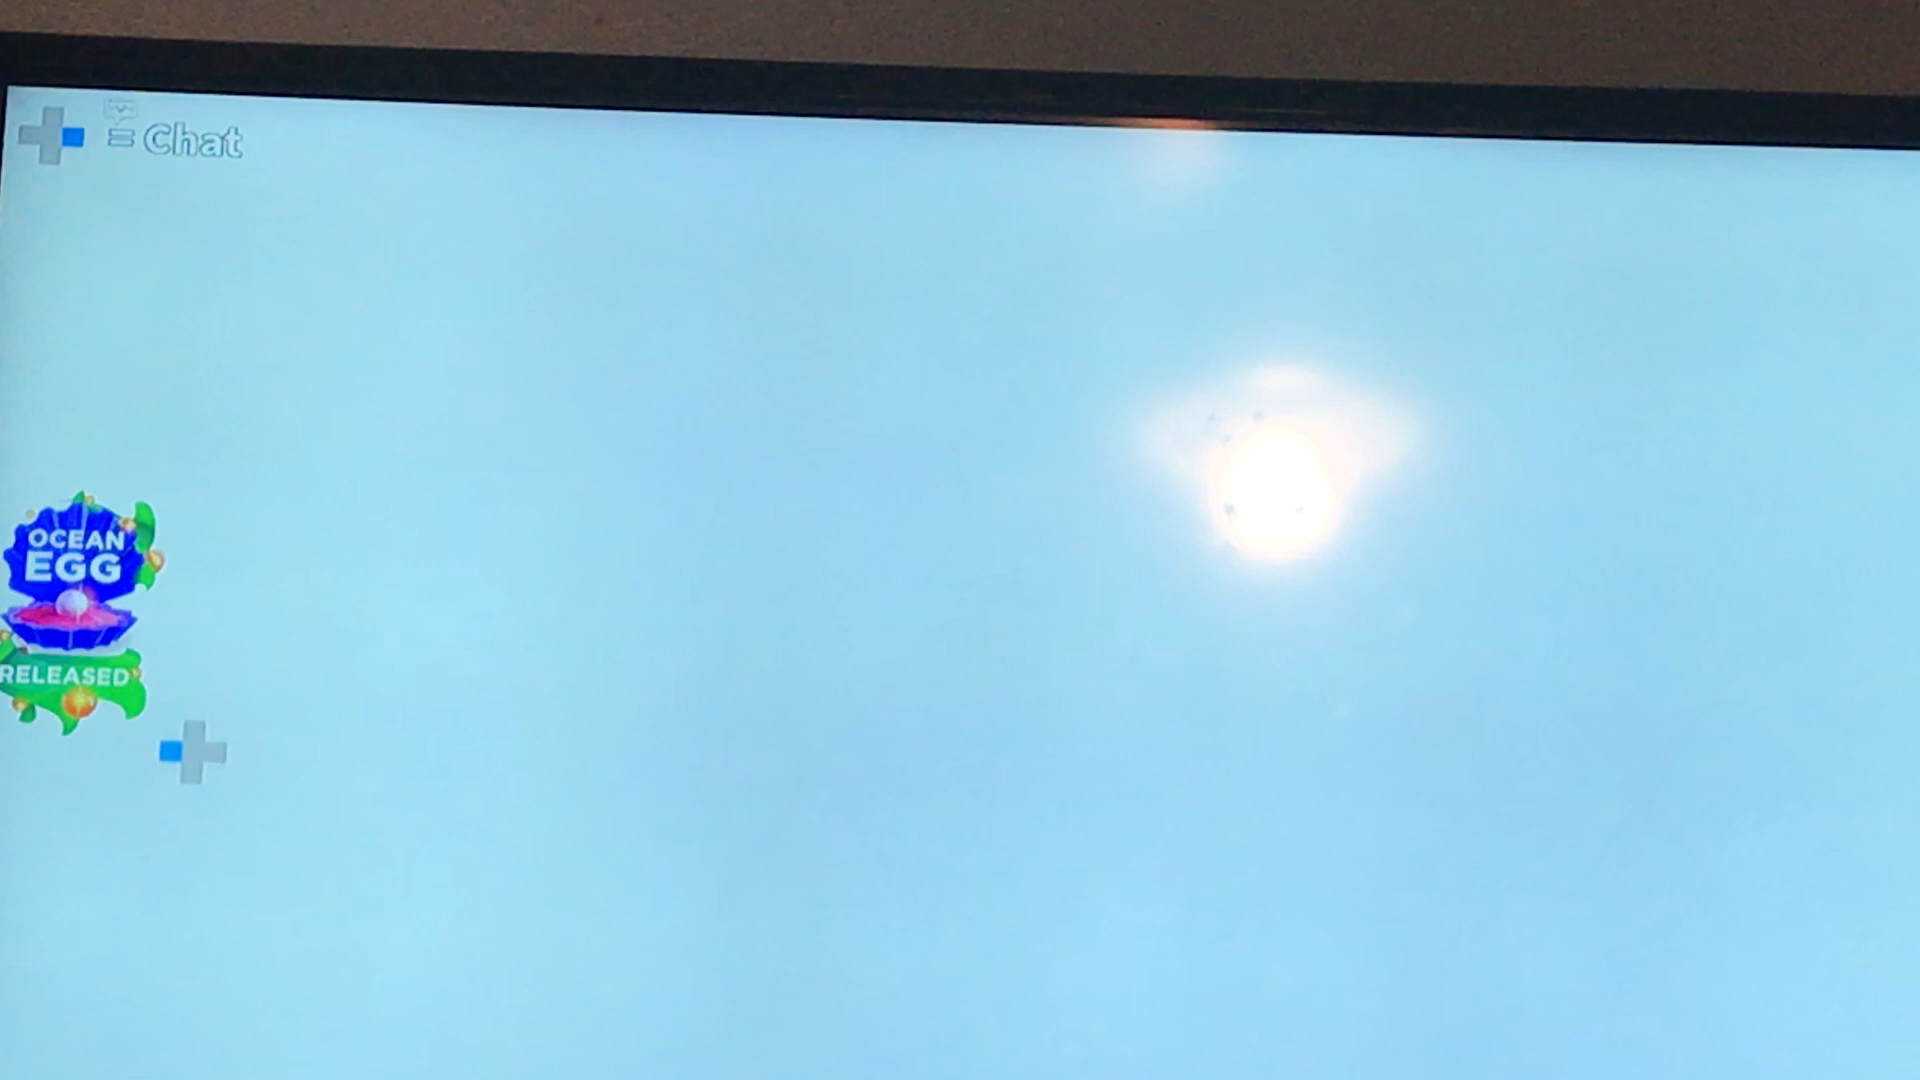 = Chat
OCEAN
EGG
RELEASED